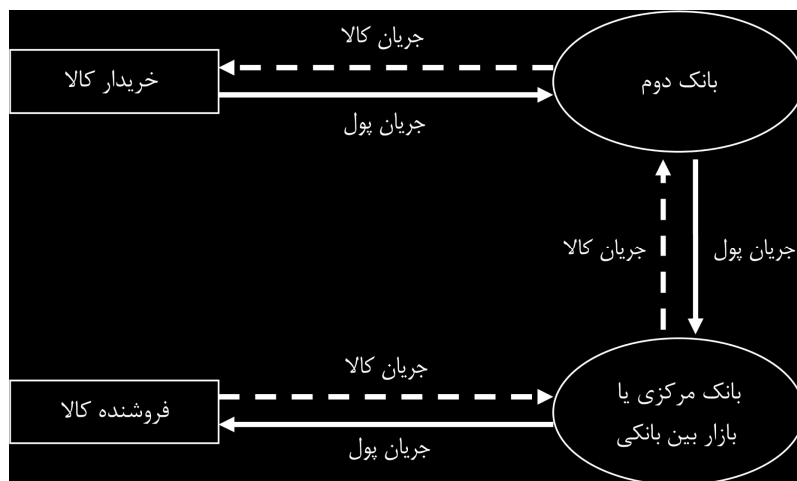 جریان کالا
بانک دوم
خریدار کالا
جریان پول
جریان پول
جریان کالا
جریان کالا
بانک مرکزی یا
بازار بین بانکی
فروشنده کالا
جریان پول